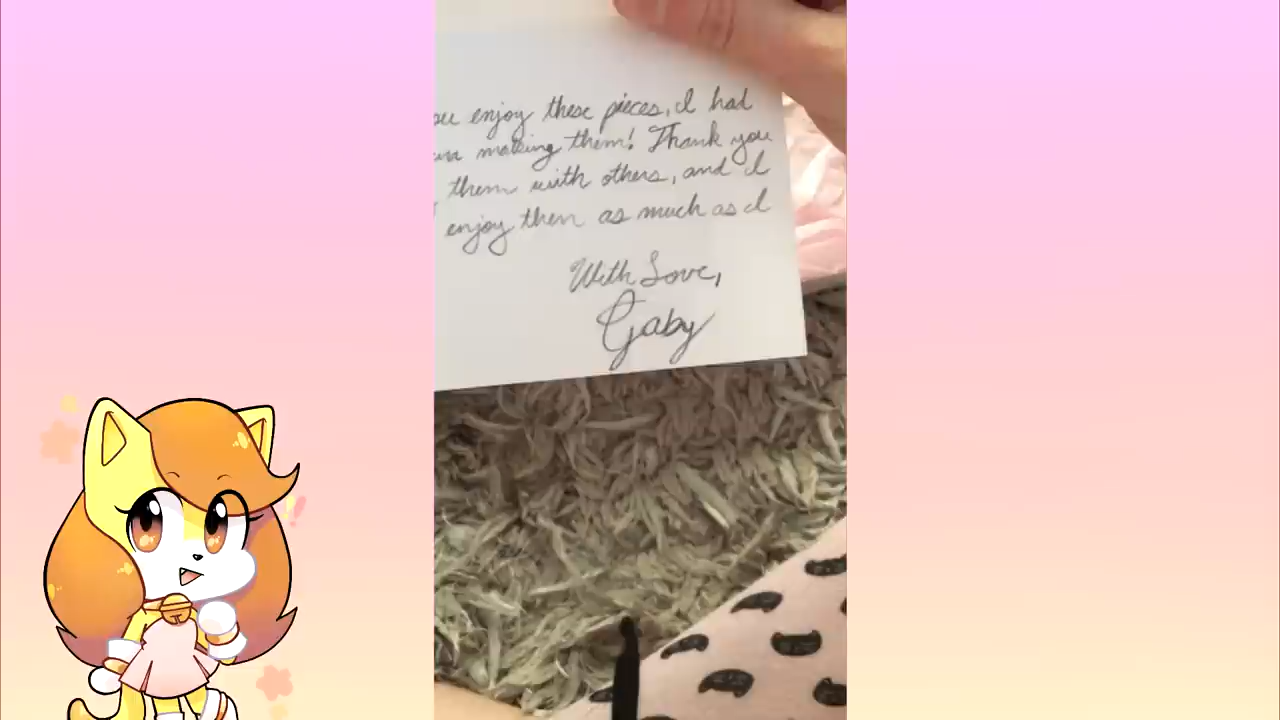 enjoy these pieces, I had
making them! Thank you
them with others, and I
enjoy them as much as I
With Love,
Gaby